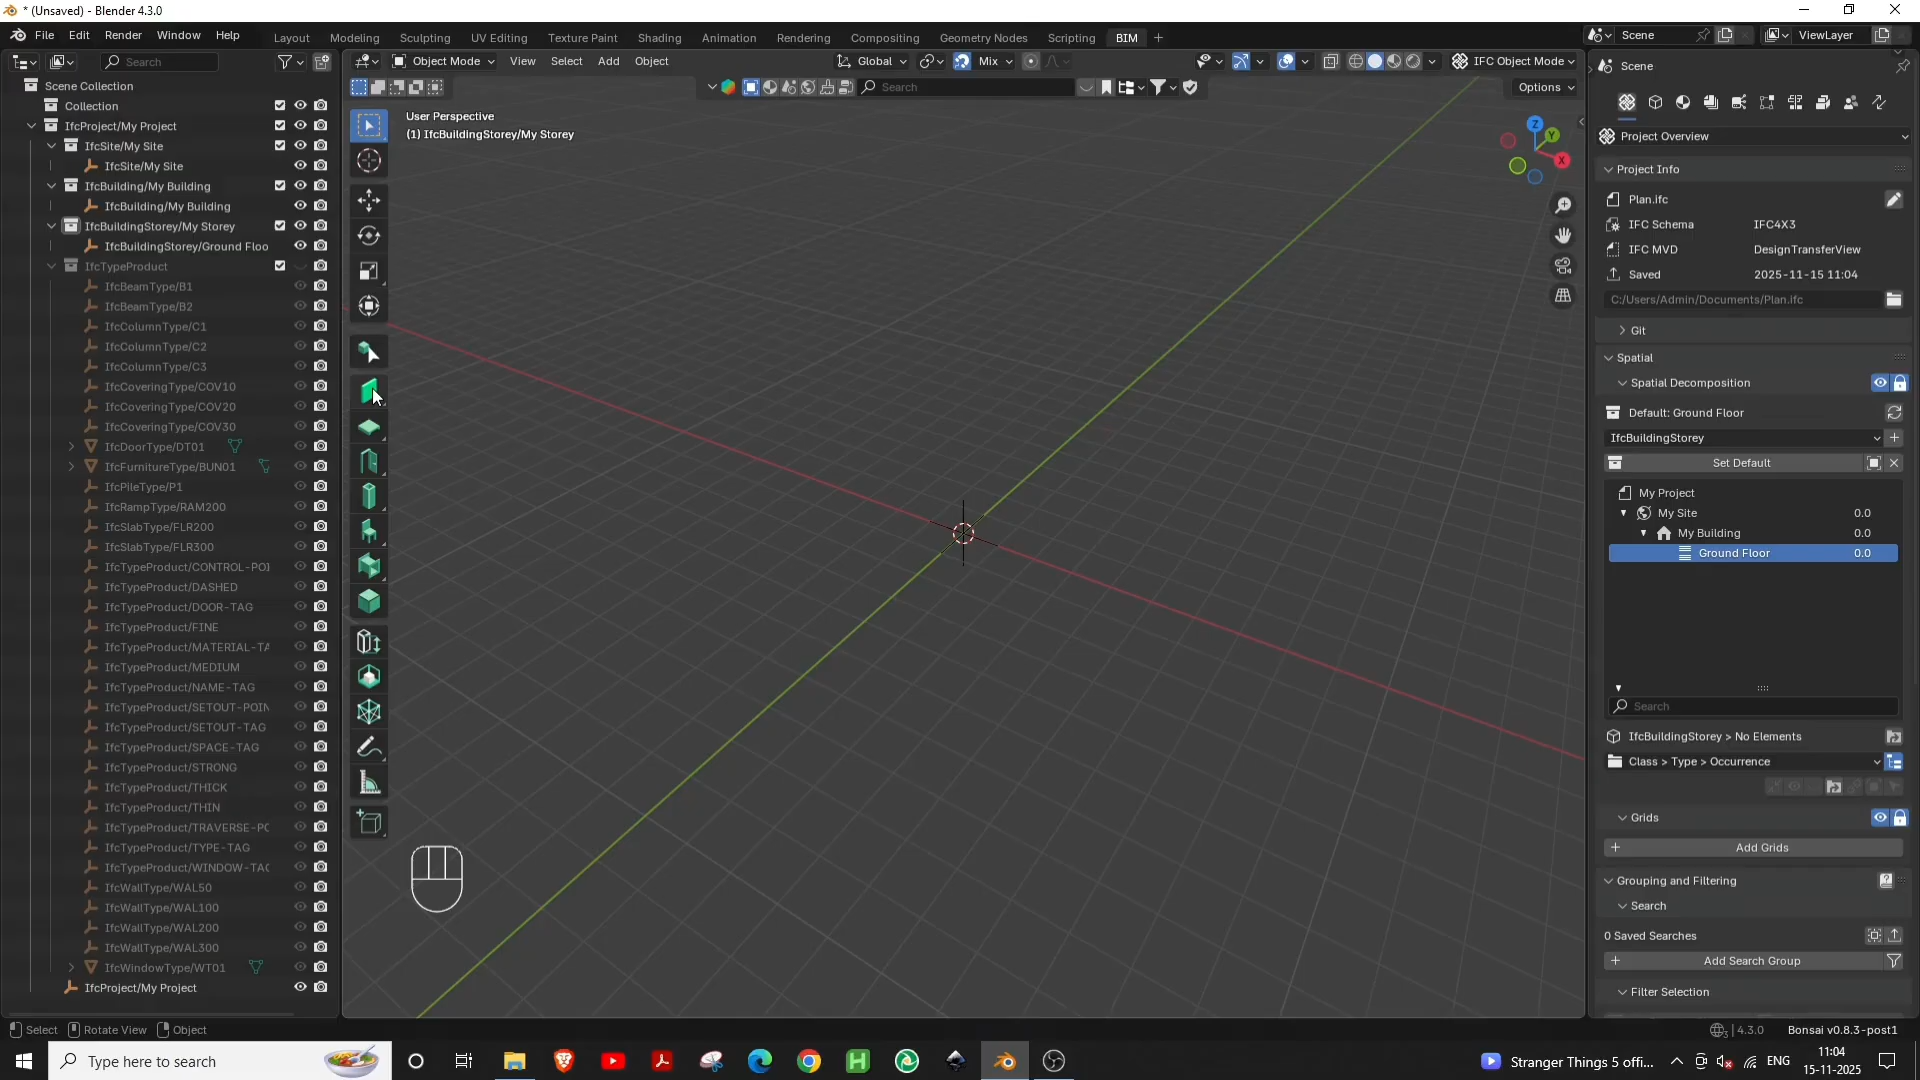 * (Unsaved) - Blender 4.3.0
File Edit Render Window Help
Layout Modeling Sculpting UV Editing Texture Paint Shading Animation Rendering Compositing Geometry Nodes Scripting BIM +
Scene
ViewLayer
Search
Object Mode View Select Add Object
Global
Mix
IFC Object Mode
Search
Options
Scene Collection
Collection
IfcProject/My Project
IfcSite/My Site
IfcSite/My Site
IfcBuilding/My Building
IfcBuilding/My Building
IfcBuildingStorey/My Storey
IfcBuildingStorey/Ground Floo
IfcTypeProduct
IfcBeamType/B1
IfcBeamType/B2
IfcColumnType/C1
IfcColumnType/C2
IfcColumnType/C3
IfcCoveringType/COV10
IfcCoveringType/COV20
IfcCoveringType/COV30
IfcDoorType/DT01
IfcFurnitureType/BUN01
IfcPileType/P1
IfcRampType/RAM200
IfcSlabType/FLR200
IfcSlabType/FLR300
IfcTypeProduct/CONTROL-POI
IfcTypeProduct/DASHED
IfcTypeProduct/DOOR-TAG
IfcTypeProduct/FINE
IfcTypeProduct/MATERIAL-TA
IfcTypeProduct/MEDIUM
IfcTypeProduct/NAME-TAG
IfcTypeProduct/SETOUT-POIN
IfcTypeProduct/SETOUT-TAG
IfcTypeProduct/SPACE-TAG
IfcTypeProduct/STRONG
IfcTypeProduct/THICK
IfcTypeProduct/THIN
IfcTypeProduct/TRAVERSE-PO
IfcTypeProduct/TYPE-TAG
IfcTypeProduct/WINDOW-TAG
IfcWallType/WAL50
IfcWallType/WAL100
IfcWallType/WAL200
IfcWallType/WAL300
IfcWindowType/WT01
IfcProject/My Project
User Perspective
(1) IfcBuildingStorey/My Storey
Z
Y
X
Scene
Project Overview
Project Info
Plan.ifc
IFC Schema IFC4X3
IFC MVD DesignTransferView
Saved 2025-11-15 11:04
C:/Users/Admin/Documents/Plan.ifc
Git
Spatial
Spatial Decomposition
Default: Ground Floor
IfcBuildingStorey
Set Default
My Project
My Site 0.0
My Building 0.0
Ground Floor 0.0
Search
IfcBuildingStorey > No Elements
Class > Type > Occurrence
Grids
Add Grids
Grouping and Filtering
Search
0 Saved Searches
Add Search Group
Filter Selection
Select Rotate View Object
4.3.0 Bonsai v0.8.3-post1
Type here to search
Stranger Things 5 offi...
ENG
11:04
15-11-2025